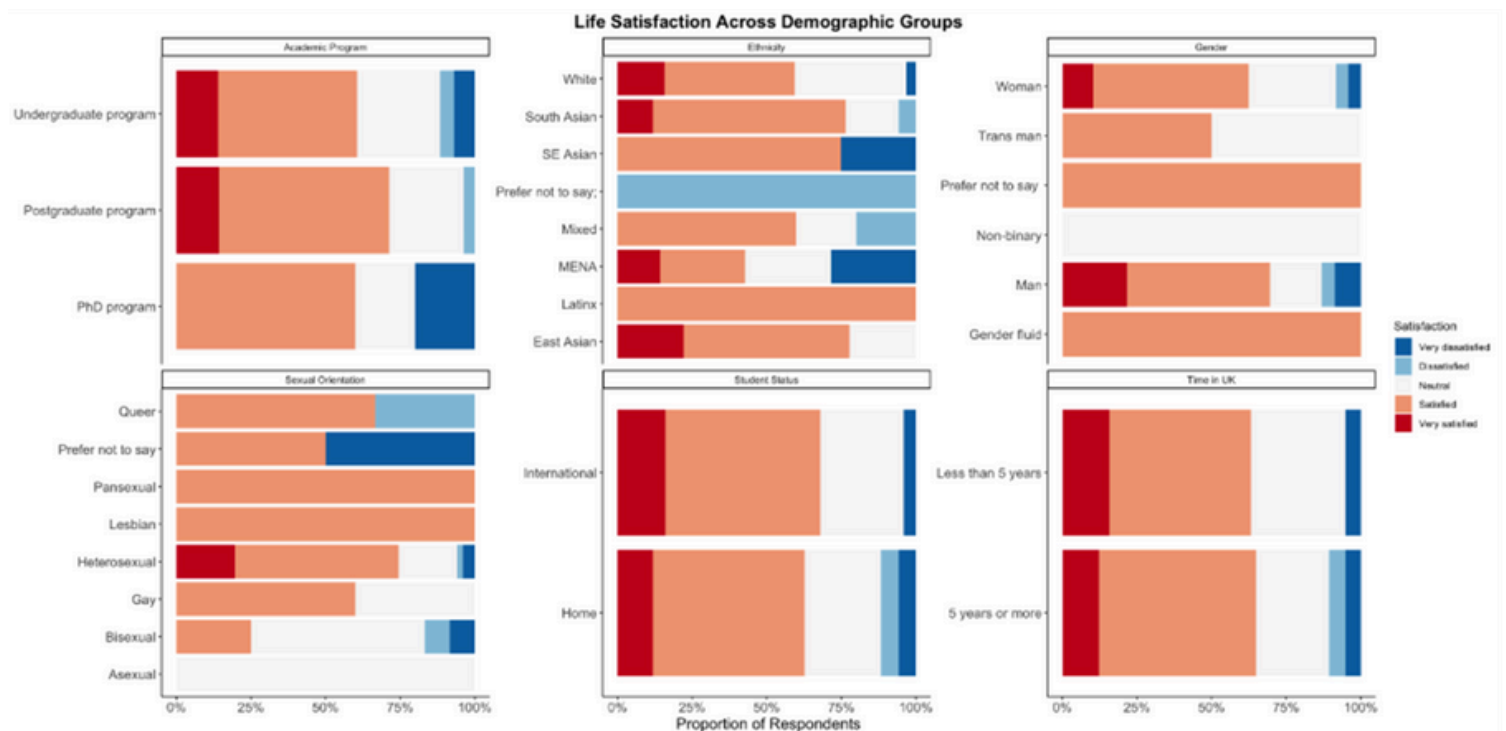 Life Satisfaction Across Demographic Groups
Academic Program
Undergraduate program
Postgraduate program
PhD program
Ethnicity
White
South Asian
SE Asian
Prefer not to say:
Mixed
MENA
Latinx
East Asian
Gender
Woman
Trans man
Prefer not to say
Non-binary
Man
Gender fluid
Satisfaction
Very dissatisfied
Dissatisfied
Neutral
Satisfied
Very satisfied
Sexual Orientation
Queer
Prefer not to say
Pansexual
Lesbian
Heterosexual
Gay
Bisexual
Asexual
0% 25% 50% 75% 100%
Student Status
International
Home
0% 25% 50% 75% 100%
Time in UK
Less than 5 years
5 years or more
0% 25% 50% 75% 100%
Proportion of Respondents